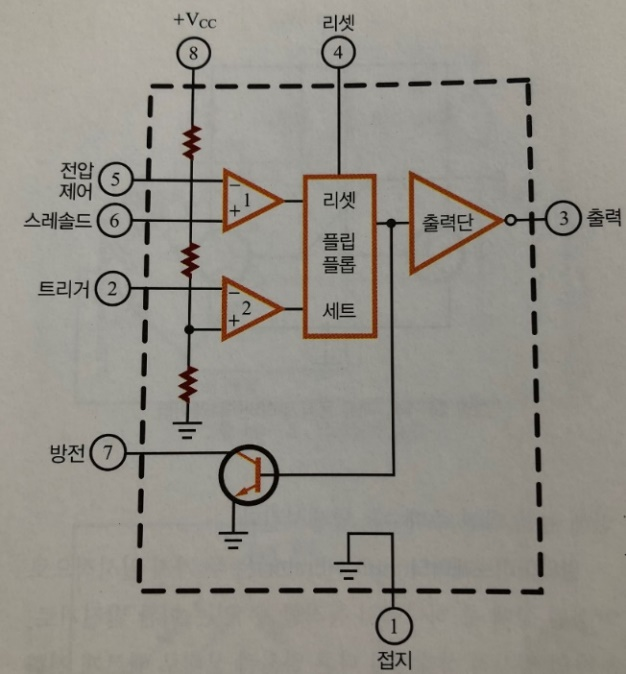 +VCC
8
리셋
4
전압
제어
5
스레솔드
6
트리거
2
−
+
1
−
+
2
리셋
플립
플롭
세트
출력단
3
출력
방전
7
1
접지